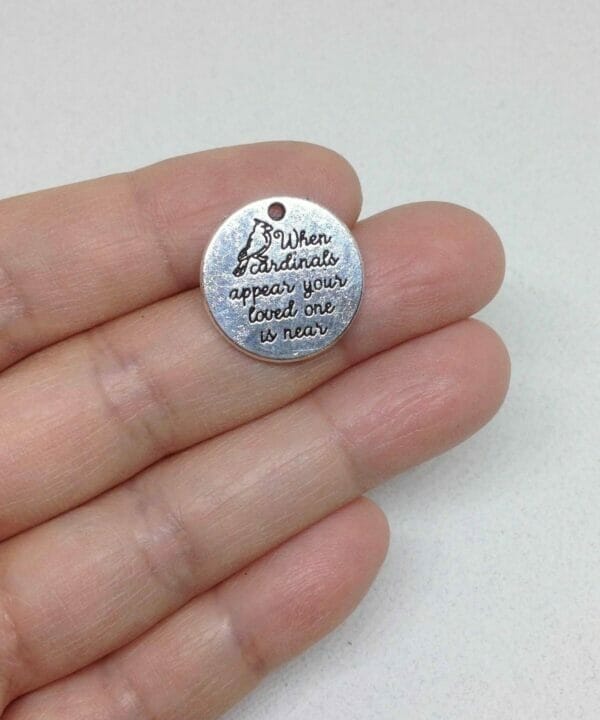 When
cardinals
appear your
loved one
is near